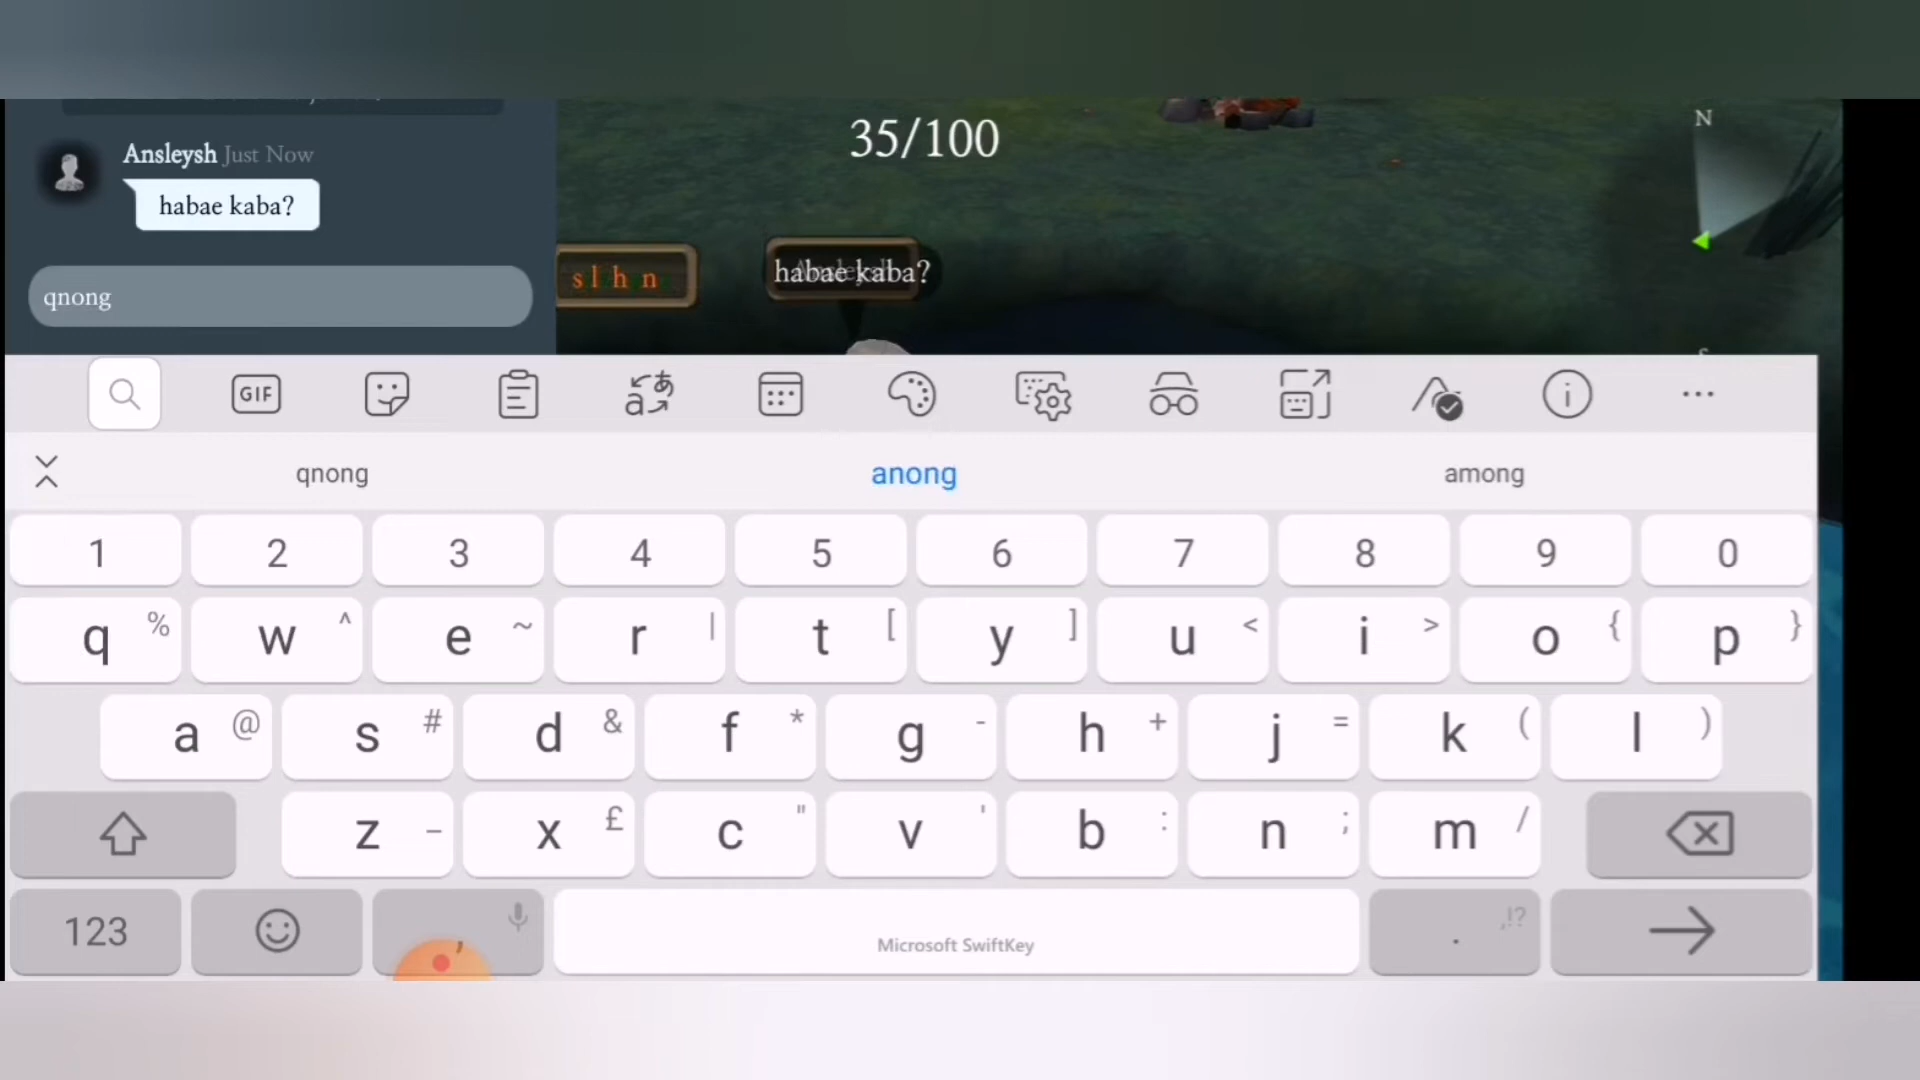 35/100
N
Ansleysh Just Now
habae kaba?
qnong
s l h n
habae kaba?
GIF
qnong anong among
1 2 3 4 5 6 7 8 9 0
q % w ^ e ~ r | t [ y ] u < i > o { p }
a @ s # d & f * g - h + j = k ( l )
z _ x £ c " v ' b : n ; m /
123 , Microsoft SwiftKey . ,!?